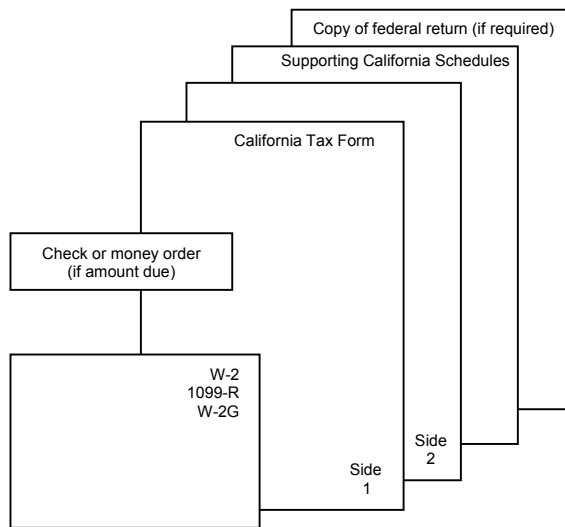 Copy of federal return (if required)
Supporting California Schedules
California Tax Form
Check or money order
(if amount due)
W-2
1099-R
W-2G
Side
2
Side
1